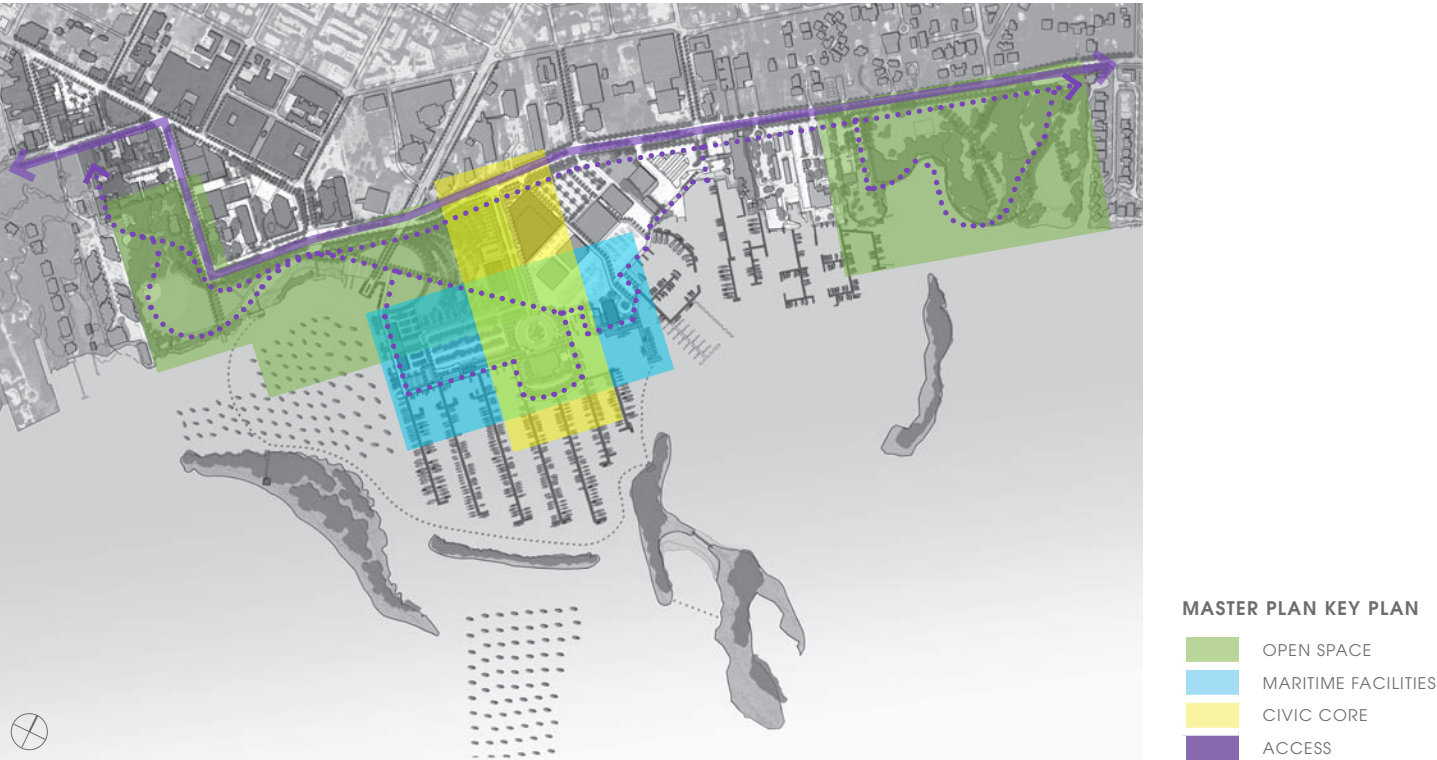 MASTER PLAN KEY PLAN
OPEN SPACE
MARITIME FACILITIES
CIVIC CORE
ACCESS